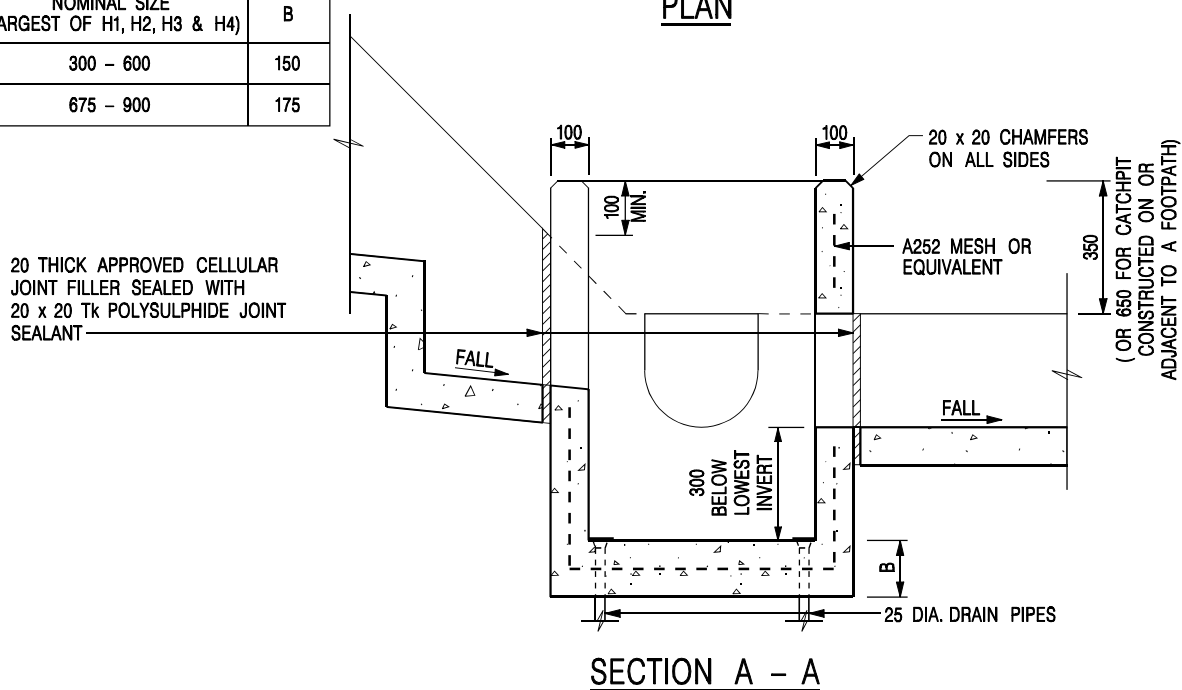 NOMINAL SIZE
ARGEST OF H1, H2, H3 & H4)
B
300 – 600
150
675 – 900
175
PLAN
100
100
20 x 20 CHAMFERS
ON ALL SIDES
100
MIN.
A252 MESH OR
EQUIVALENT
350
( OR 650 FOR CATCHPIT
CONSTRUCTED ON OR
ADJACENT TO A FOOTPATH)
20 THICK APPROVED CELLULAR
JOINT FILLER SEALED WITH
20 x 20 Tk POLYSULPHIDE JOINT
SEALANT
FALL
FALL
300
BELOW
LOWEST
INVERT
B
25 DIA. DRAIN PIPES
SECTION A – A